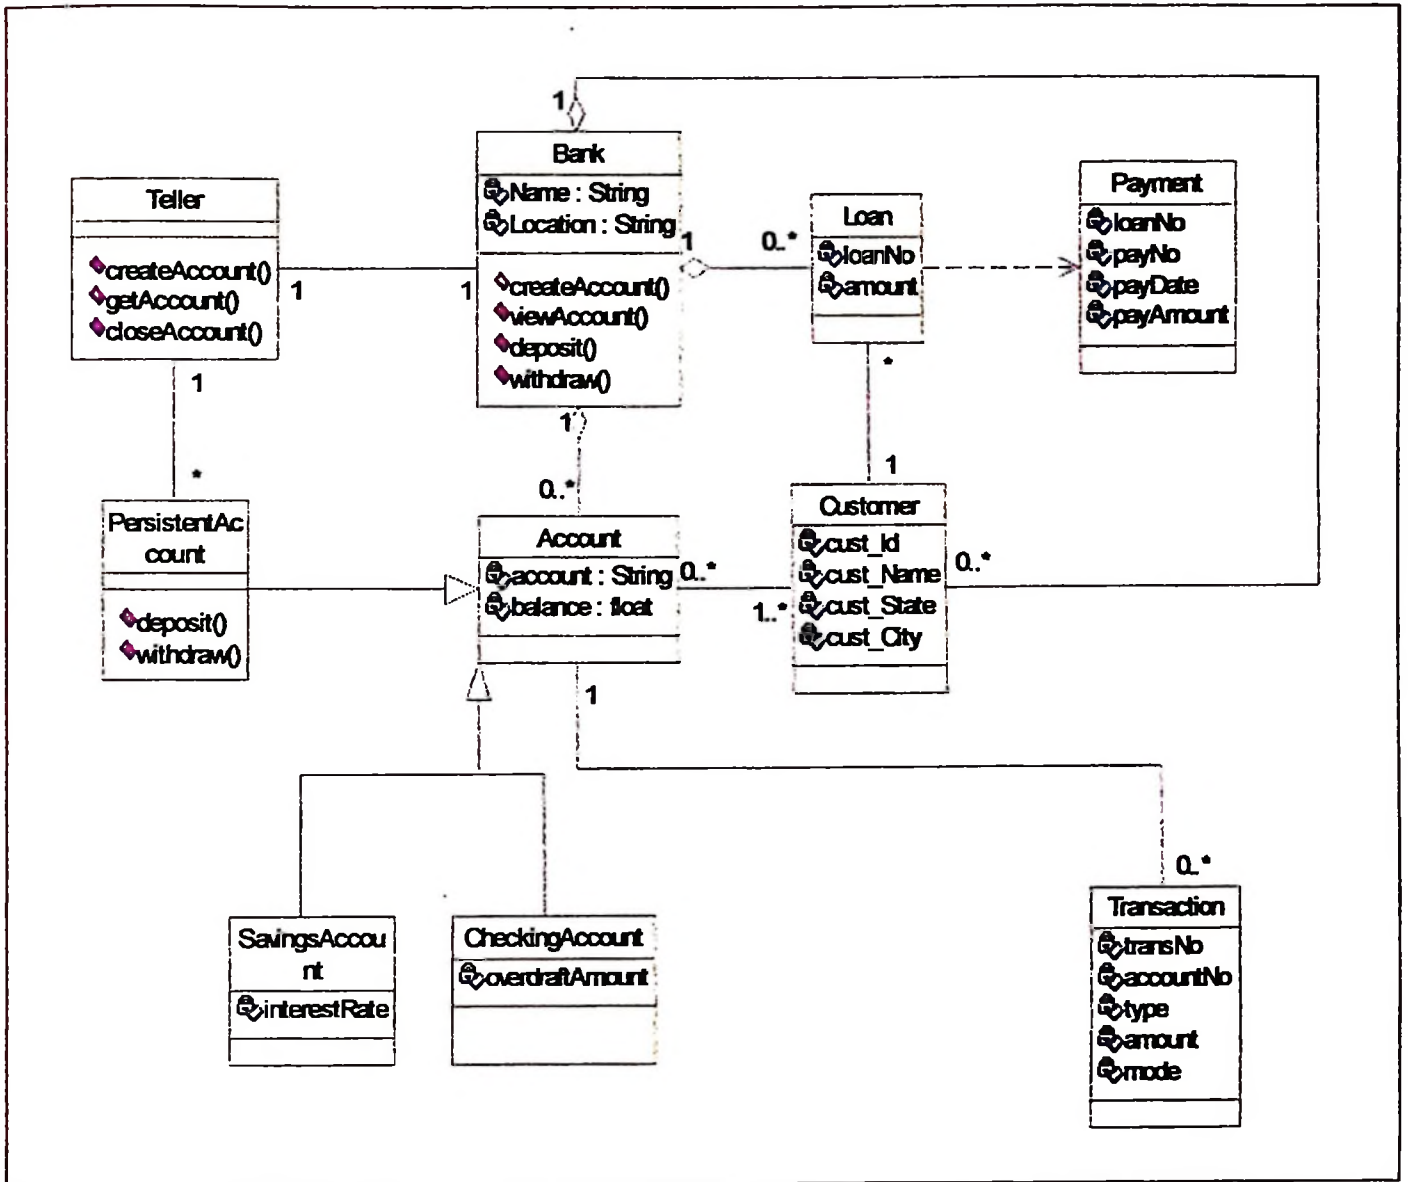 1
Bank
Name : String
Location : String
createAccount()
viewAccount()
deposit()
withdraw()
Teller
createAccount()
getAccount()
closeAccount()
1
1
1
0..*
Loan
loanNo
amount
Payment
loanNo
payNo
payDate
payAmount
1
*
1
0..*
*
1
PersistentAc
count
deposit()
withdraw()
Account
account : String
balance : float
0..*
1..*
Customer
cust_Id
cust_Name
cust_State
cust_City
0..*
1
0..*
SavingsAccou
nt
interestRate
CheckingAccount
overdraftAmount
Transaction
transNo
accountNo
type
amount
mode